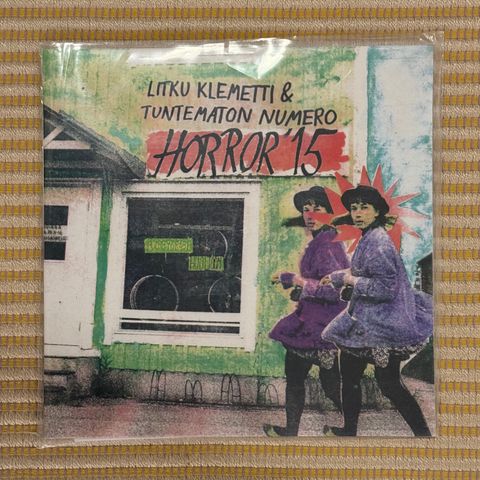 LITKU KLEMETTI &
TUNTEMATON NUMERO
HORROR '15